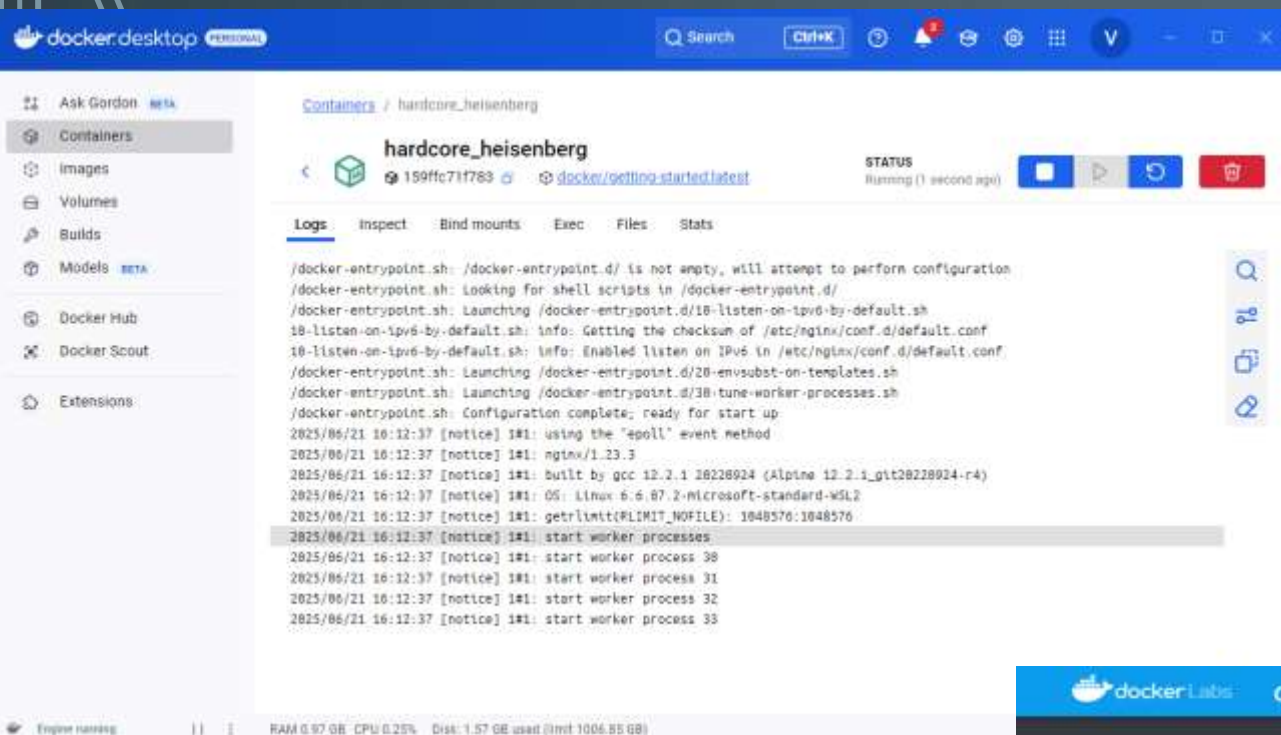 docker.desktop PERSONAL
Search Ctrl+K
V
Ask Gordon BETA
Containers
Images
Volumes
Builds
Models BETA
Docker Hub
Docker Scout
Extensions
Containers / hardcore_heisenberg
hardcore_heisenberg
159ffc71f783 docker/getting-started:latest
STATUS
Running (1 second ago)
Logs Inspect Bind mounts Exec Files Stats
/docker-entrypoint.sh: /docker-entrypoint.d/ is not empty, will attempt to perform configuration
/docker-entrypoint.sh: Looking for shell scripts in /docker-entrypoint.d/
/docker-entrypoint.sh: Launching /docker-entrypoint.d/10-listen-on-ipv6-by-default.sh
10-listen-on-ipv6-by-default.sh: info: Getting the checksum of /etc/nginx/conf.d/default.conf
10-listen-on-ipv6-by-default.sh: info: Enabled listen on IPv6 in /etc/nginx/conf.d/default.conf
/docker-entrypoint.sh: Launching /docker-entrypoint.d/20-envsubst-on-templates.sh
/docker-entrypoint.sh: Launching /docker-entrypoint.d/30-tune-worker-processes.sh
/docker-entrypoint.sh: Configuration complete; ready for start up
2025/06/21 16:12:37 [notice] 1#1: using the "epoll" event method
2025/06/21 16:12:37 [notice] 1#1: nginx/1.23.3
2025/06/21 16:12:37 [notice] 1#1: built by gcc 12.2.1 20220924 (Alpine 12.2.1_git20220924-r4)
2025/06/21 16:12:37 [notice] 1#1: OS: Linux 6.6.87.2-microsoft-standard-WSL2
2025/06/21 16:12:37 [notice] 1#1: getrlimit(RLIMIT_NOFILE): 1048576:1048576
2025/06/21 16:12:37 [notice] 1#1: start worker processes
2025/06/21 16:12:37 [notice] 1#1: start worker process 30
2025/06/21 16:12:37 [notice] 1#1: start worker process 31
2025/06/21 16:12:37 [notice] 1#1: start worker process 32
2025/06/21 16:12:37 [notice] 1#1: start worker process 33
docker Labs
Engine running RAM 0.97 GB CPU 0.25% Disk: 1.57 GB used (limit 1006.85 GB)